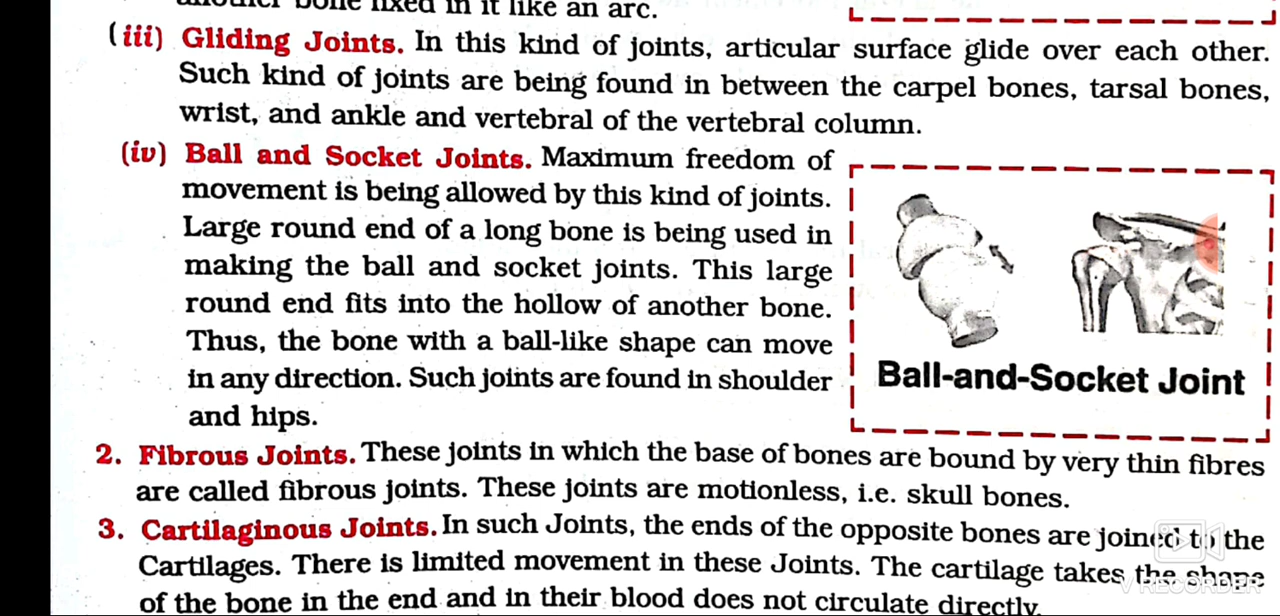 another bone fixed in it like an arc.
(iii) Gliding Joints. In this kind of joints, articular surface glide over each other.
Such kind of joints are being found in between the carpel bones, tarsal bones,
wrist, and ankle and vertebral of the vertebral column.
(iv) Ball and Socket Joints. Maximum freedom of
movement is being allowed by this kind of joints.
Large round end of a long bone is being used in
making the ball and socket joints. This large
round end fits into the hollow of another bone.
Thus, the bone with a ball-like shape can move
in any direction. Such joints are found in shoulder
and hips.
Ball-and-Socket Joint
2. Fibrous Joints. These joints in which the base of bones are bound by very thin fibres
are called fibrous joints. These joints are motionless, i.e. skull bones.
3. Cartilaginous Joints. In such Joints, the ends of the opposite bones are joined to the
Cartilages. There is limited movement in these Joints. The cartilage takes the shape
of the bone in the end and in their blood does not circulate directly.
V RECORDER